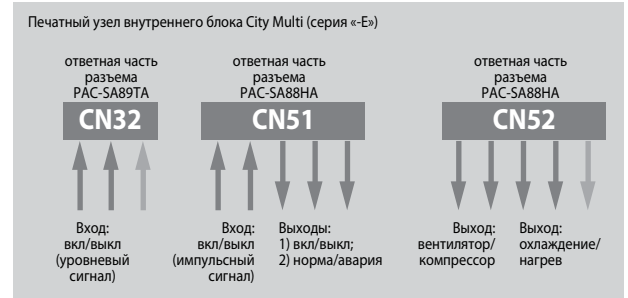 Печатный узел внутреннего блока City Multi (серия «-E»)
ответная часть
разъема
PAC-SA89TA
CN32
Вход:
вкл/выкл
(уровневый
сигнал)
ответная часть
разъема
PAC-SA88HA
CN51
Вход:
вкл/выкл
(импульсный
сигнал)
Выходы:
1) вкл/выкл;
2) норма/авария
ответная часть
разъема
PAC-SA88HA
CN52
Выход:
вентилятор/
компрессор
Выход:
охлаждение/
нагрев